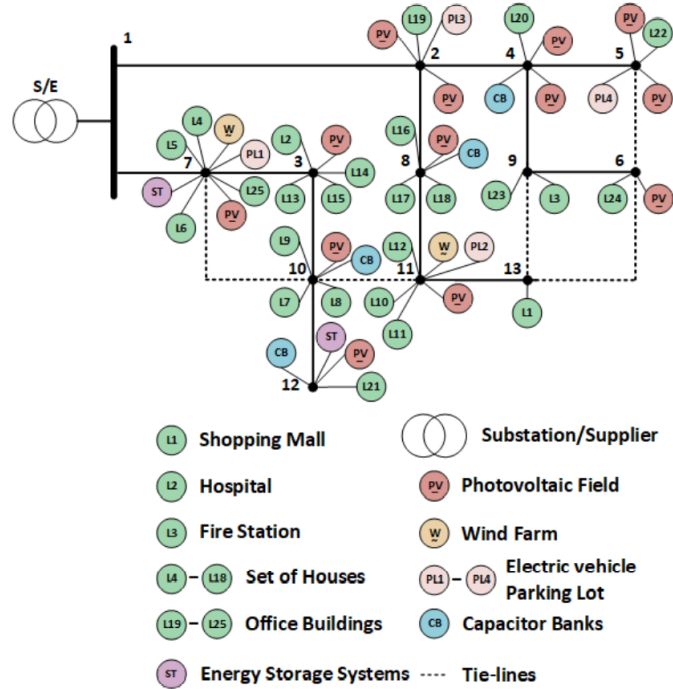 1
S/E
L19
PL3
PV
2
PV
L20
PV
4
CB
PV
PV
L22
5
PL4
PV
L4
W
L5
PL1
7
ST
L25
L6
PV
L2
PV
3
L14
L13
L15
L16
PV
CB
8
L17
L18
9
L23
L3
6
L24
PV
L9
PV
CB
10
L7
L8
L12
W
PL2
11
L10
PV
L11
13
L1
CB
ST
PV
12
L21
L1 Shopping Mall
Substation/Supplier
L2 Hospital
PV Photovoltaic Field
L3 Fire Station
W Wind Farm
L4 – L18 Set of Houses
PL1 – PL4 Electric vehicle
Parking Lot
L19 – L25 Office Buildings
CB Capacitor Banks
ST Energy Storage Systems
Tie-lines